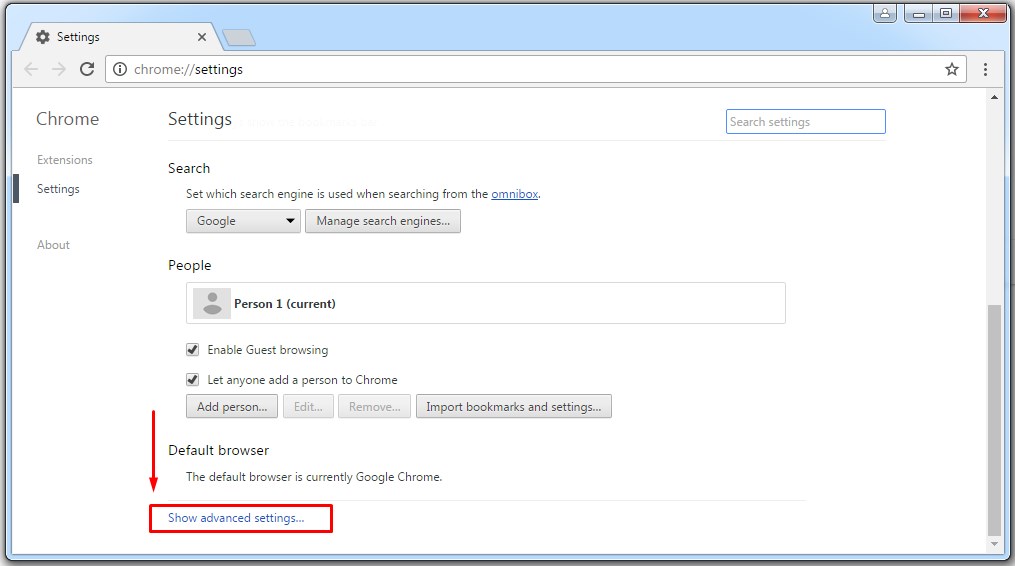 Settings
chrome://settings
Chrome
Settings
Search settings
Extensions
Settings
About
Search
Set which search engine is used when searching from the omnibox.
Google
Manage search engines...
People
Person 1 (current)
Enable Guest browsing
Let anyone add a person to Chrome
Add person...
Edit...
Remove...
Import bookmarks and settings...
Default browser
The default browser is currently Google Chrome.
Show advanced settings...